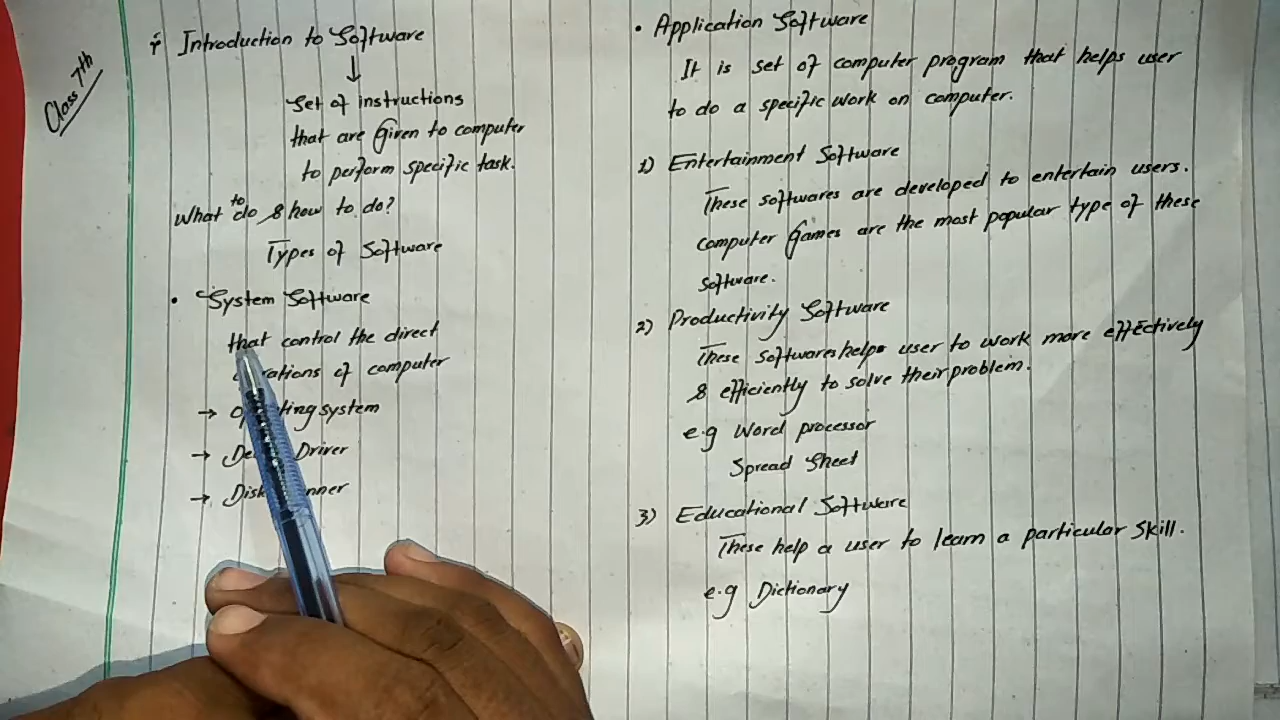 Class 7th
Introduction to Software
Set of instructions
that are Given to computer
to perform specific task.
What to do & how to do?
Types of Software
• System Software
that control the direct
of computer
→ system
→ Driver
→ Disk
• Application Software
It is set of computer program that helps user
to do a specific work on computer.
1) Entertainment Software
These softwares are developed to entertain users.
computer Games are the most popular type of these
software.
2) Productivity Software
These Softwares help user to work more effectively
& efficiently to solve their problem.
e.g Word processor
Spread Sheet
3) Educational Software
These help a user to learn a particular Skill.
e.g Dictionary